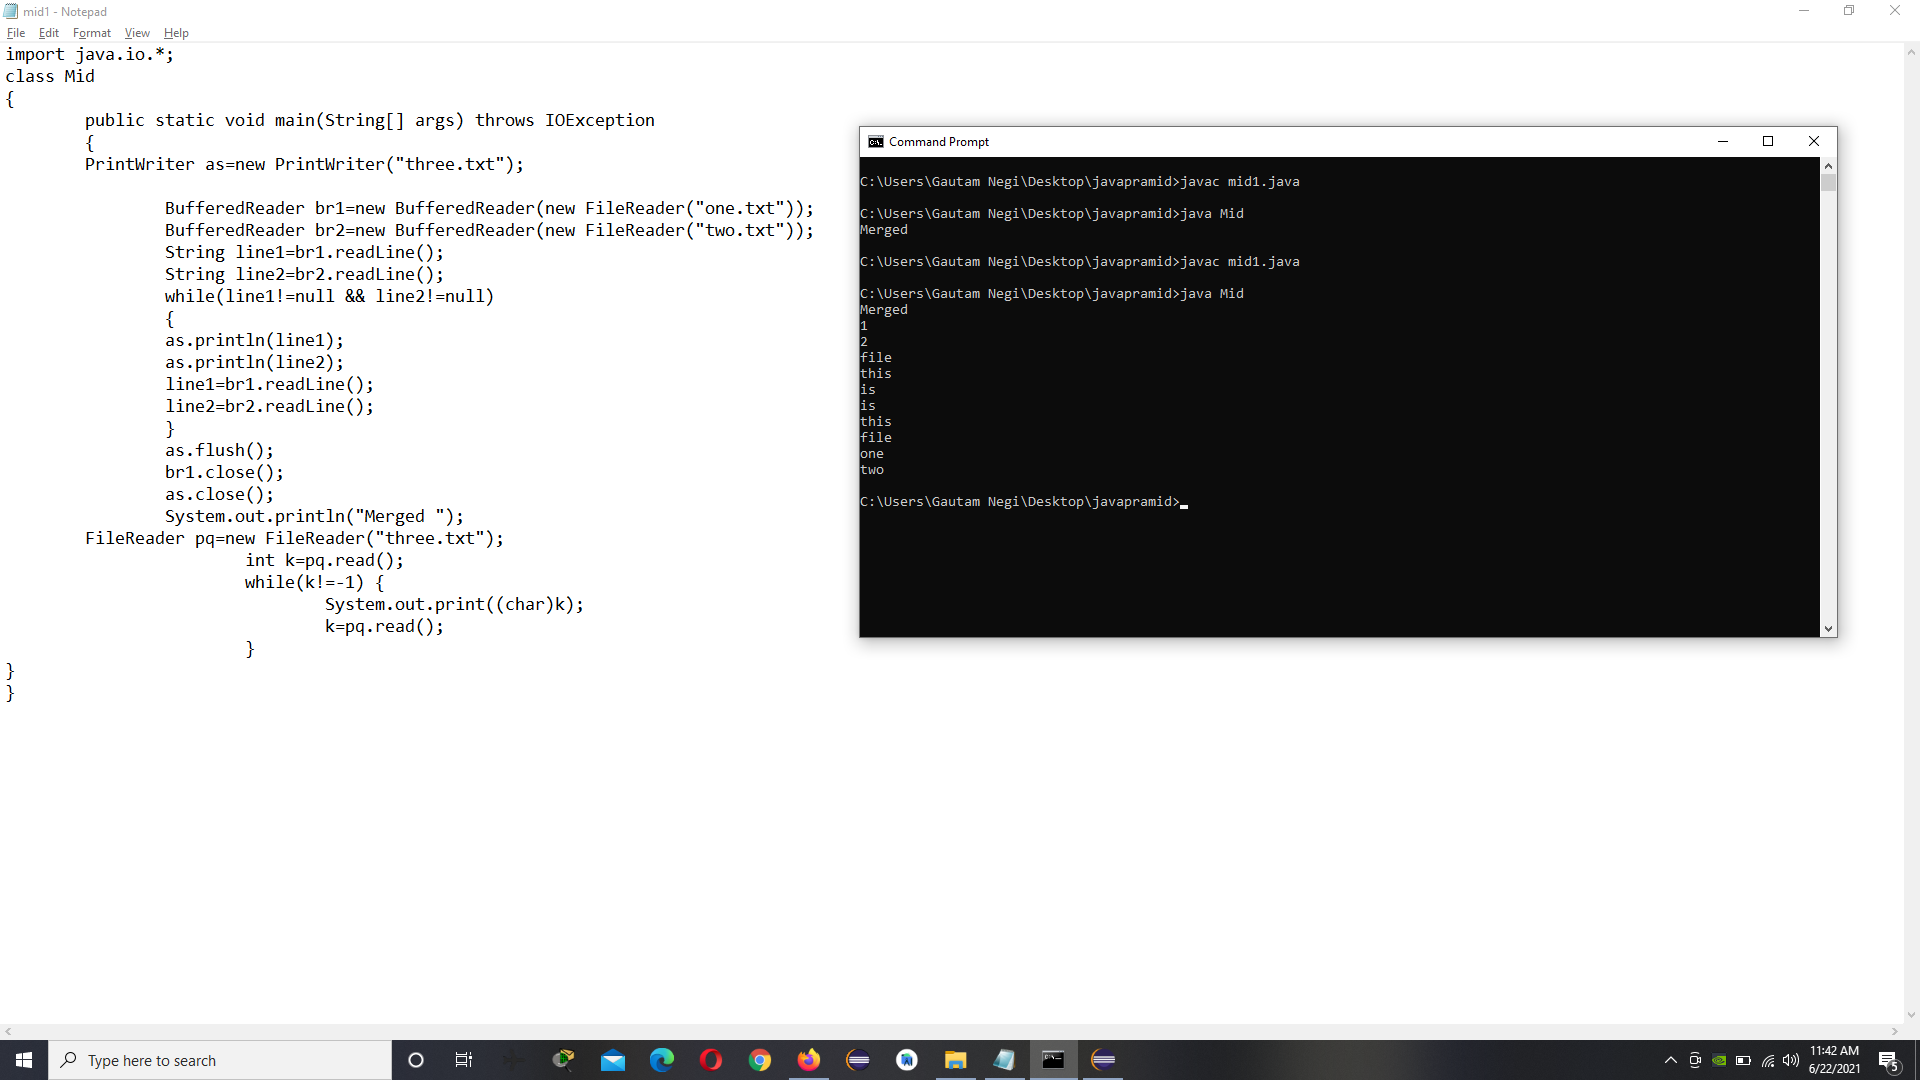 mid1 - Notepad
File Edit Format View Help
import java.io.*;
class Mid
{
public static void main(String[] args) throws IOException
{
PrintWriter as=new PrintWriter("three.txt");
BufferedReader br1=new BufferedReader(new FileReader("one.txt"));
BufferedReader br2=new BufferedReader(new FileReader("two.txt"));
String line1=br1.readLine();
String line2=br2.readLine();
while(line1!=null && line2!=null)
{
as.println(line1);
as.println(line2);
line1=br1.readLine();
line2=br2.readLine();
}
as.flush();
br1.close();
as.close();
System.out.println("Merged ");
FileReader pq=new FileReader("three.txt");
int k=pq.read();
while(k!=-1) {
System.out.print((char)k);
k=pq.read();
}
}
}
Command Prompt
C:\Users\Gautam Negi\Desktop\javapramid>javac mid1.java
C:\Users\Gautam Negi\Desktop\javapramid>java Mid
Merged
C:\Users\Gautam Negi\Desktop\javapramid>javac mid1.java
C:\Users\Gautam Negi\Desktop\javapramid>java Mid
Merged
1
2
file
this
is
is
this
file
one
two
C:\Users\Gautam Negi\Desktop\javapramid>
Type here to search
11:42 AM
6/22/2021
5